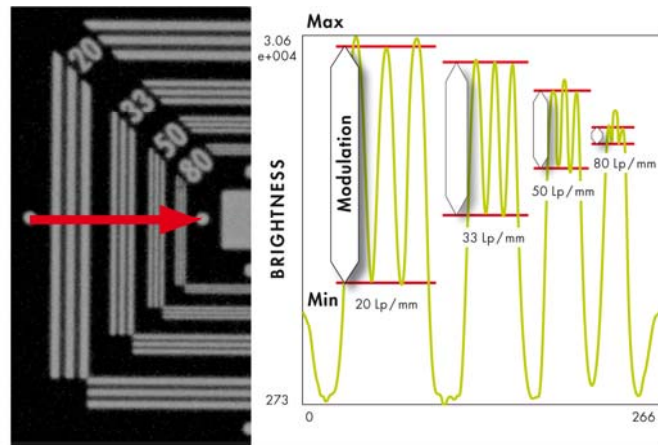 20
33
50
80
Max
3.06
e+004
BRIGHTNESS
Modulation
Min
20 Lp/mm
33 Lp/mm
50 Lp/mm
80 Lp/mm
273
0
266